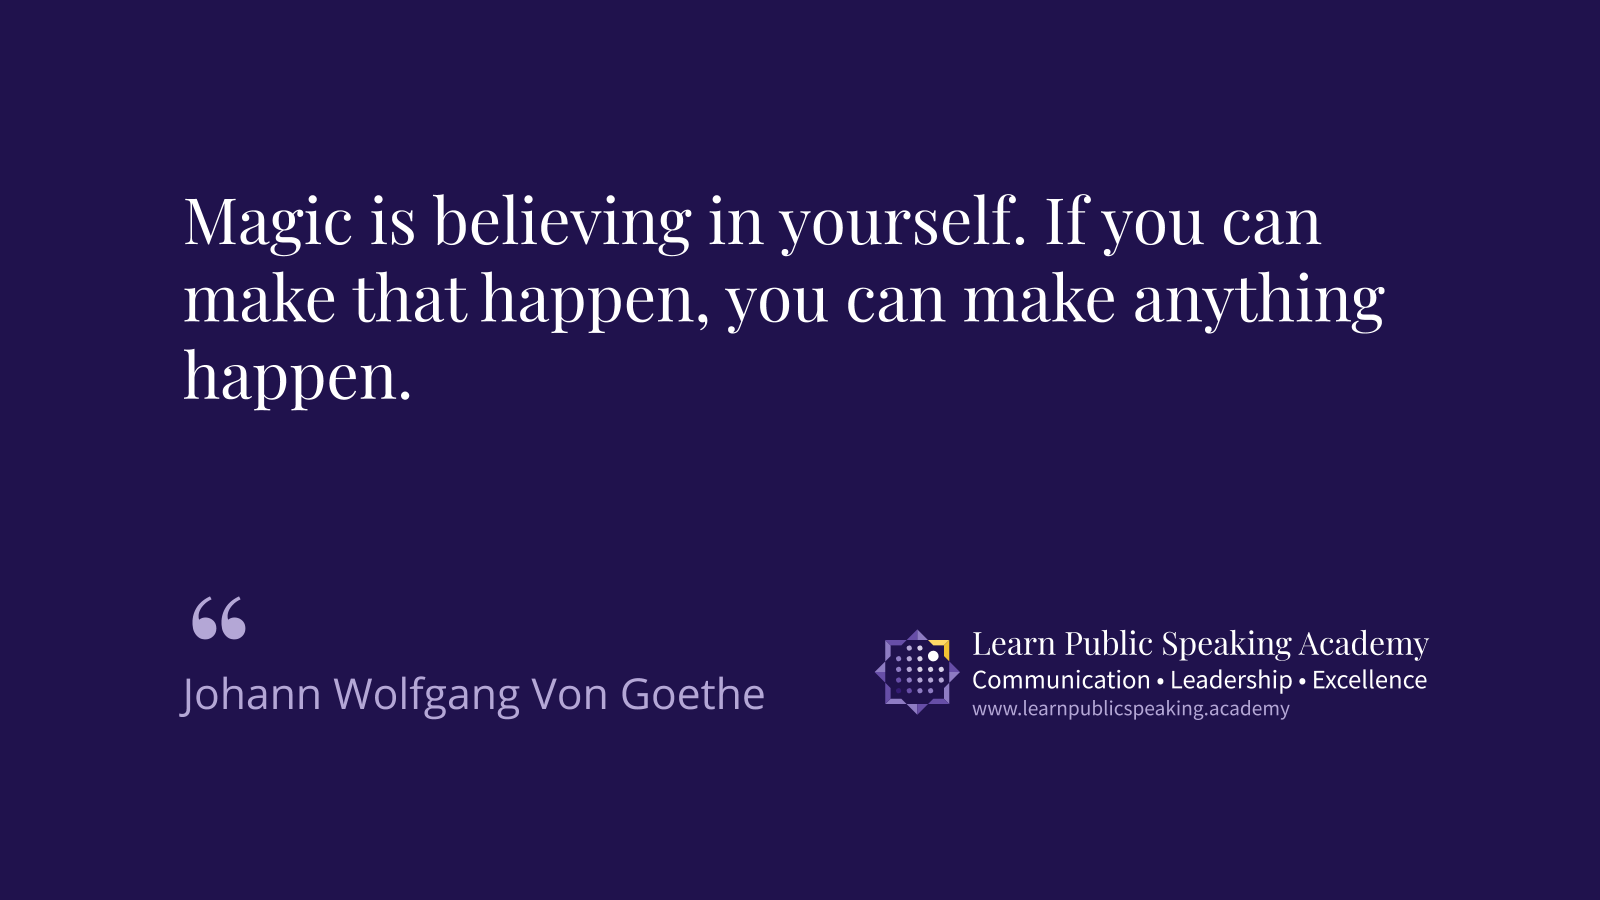 Magic is believing in yourself. If you can
make that happen, you can make anything
happen.
“
Johann Wolfgang Von Goethe
Learn Public Speaking Academy
Communication • Leadership • Excellence
www.learnpublicspeaking.academy